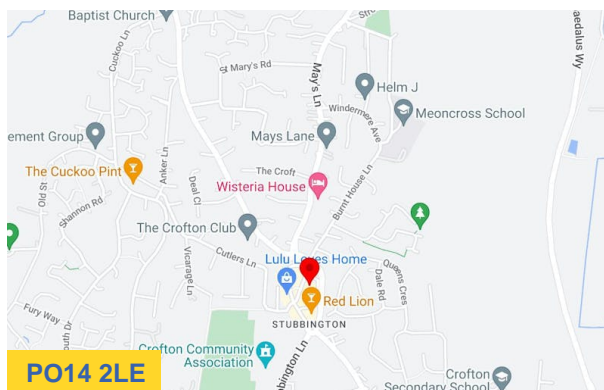 Baptist Church
Cuckoo Ln
St Mary's Rd
May's Ln
Helm J
Windermere Ave
Meoncross School
ement Group
Mays Lane
The Cuckoo Pint
Anker Ln
The Croft
Old St
Deal Cl
Wisteria House
Burnt House Ln
Shannon Rd
The Crofton Club
Vicarage Ln
Cutlers Ln
Lulu Loves Home
Queens Cres
Dale Rd
Red Lion
Fury Way
STUBBINGTON
outh Dr
Crofton Community
Association
bbington Ln
Crofton
Secondary School
PO14 2LE